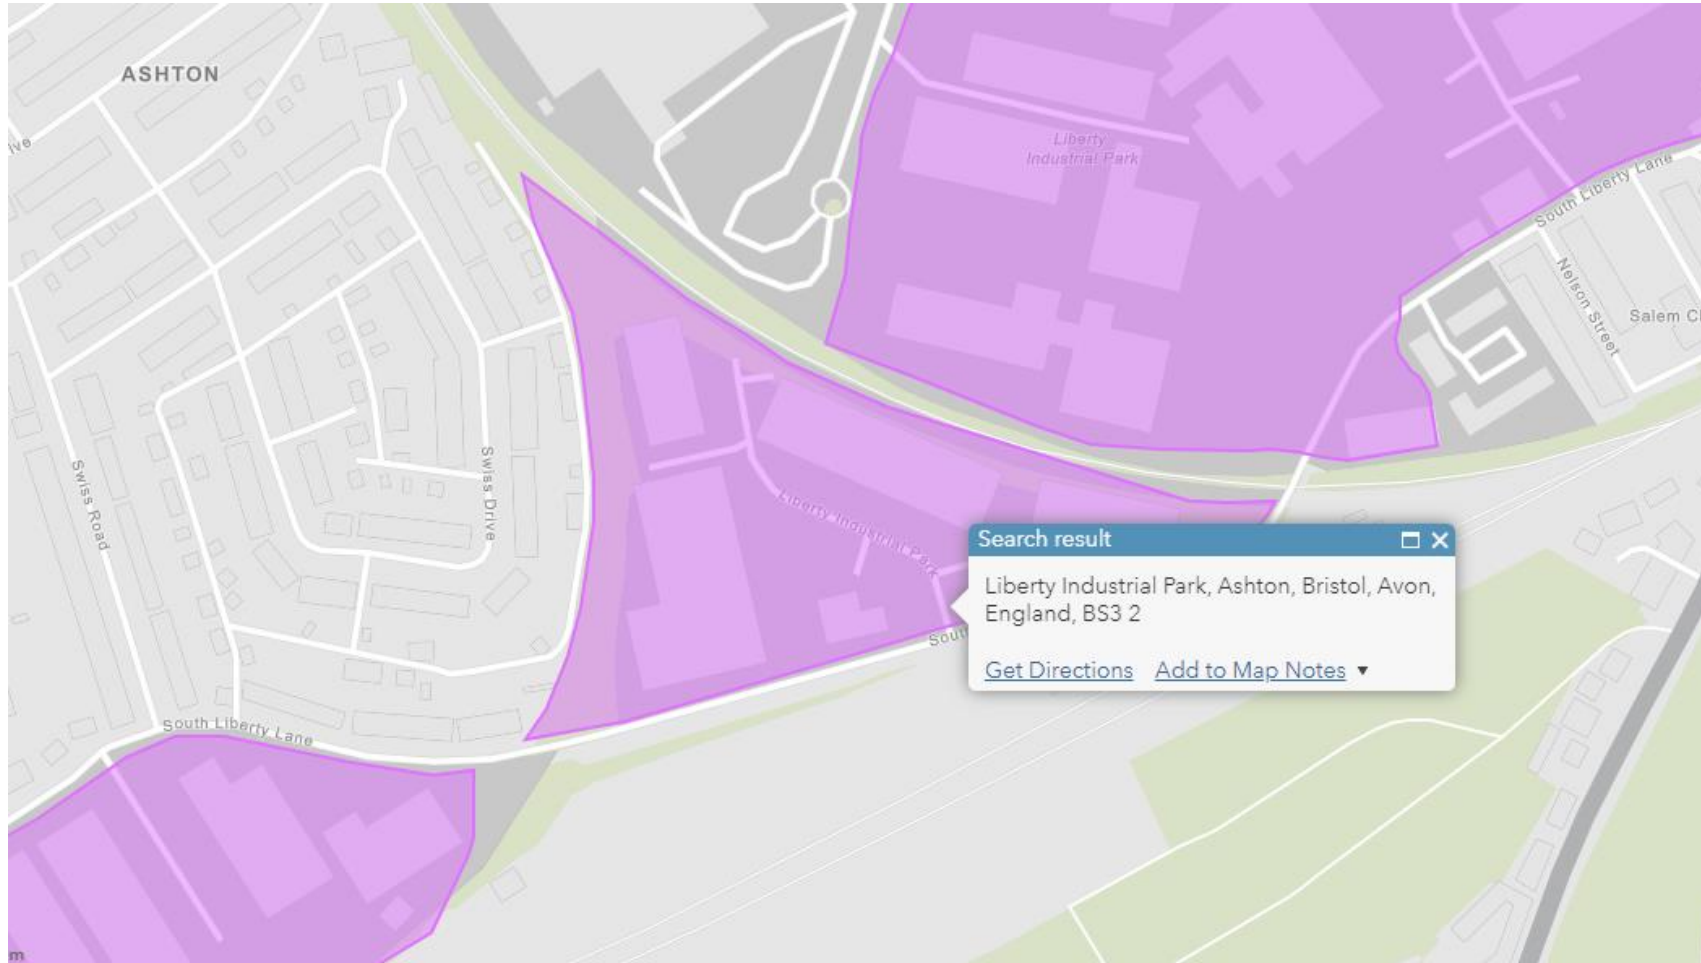 ASHTON
ive
Liberty
Industrial Park
South Liberty Lane
Nelson Street
Salem Cl
Swiss Road
Swiss Drive
Liberty Industrial Park
South
South Liberty Lane
Search result
Liberty Industrial Park, Ashton, Bristol, Avon,
England, BS3 2
Get Directions Add to Map Notes
m